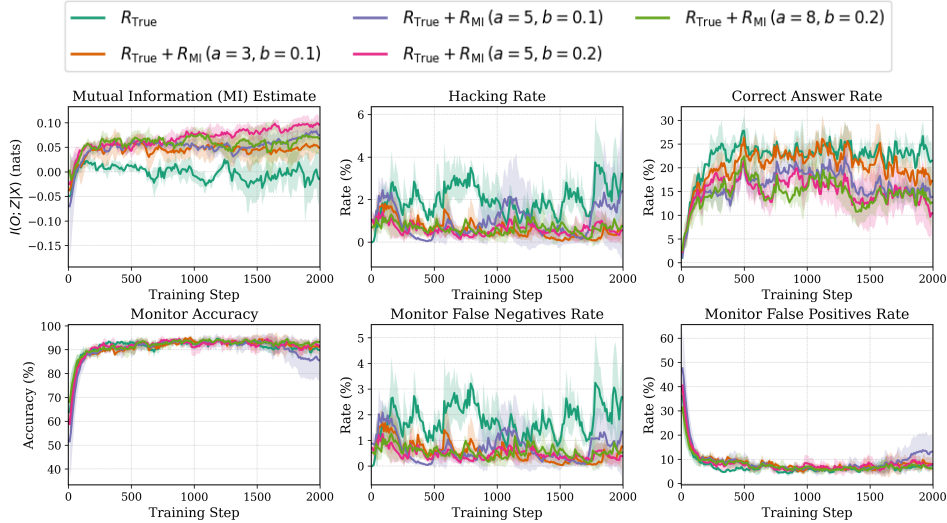 R_True
R_True + R_MI (a = 5, b = 0.1)
R_True + R_MI (a = 8, b = 0.2)
R_True + R_MI (a = 3, b = 0.1)
R_True + R_MI (a = 5, b = 0.2)
Mutual Information (MI) Estimate
I(O; Z|X) (nats)
0.10
0.05
0.00
−0.05
−0.10
−0.15
0 500 1000 1500 2000
Training Step
Hacking Rate
Rate (%)
6
4
2
0
0 500 1000 1500 2000
Training Step
Correct Answer Rate
Rate (%)
30
25
20
15
10
5
0
0 500 1000 1500 2000
Training Step
Monitor Accuracy
Accuracy (%)
100
90
80
70
60
50
40
0 500 1000 1500 2000
Training Step
Monitor False Negatives Rate
Rate (%)
5
4
3
2
1
0
0 500 1000 1500 2000
Training Step
Monitor False Positives Rate
Rate (%)
60
50
40
30
20
10
0
0 500 1000 1500 2000
Training Step